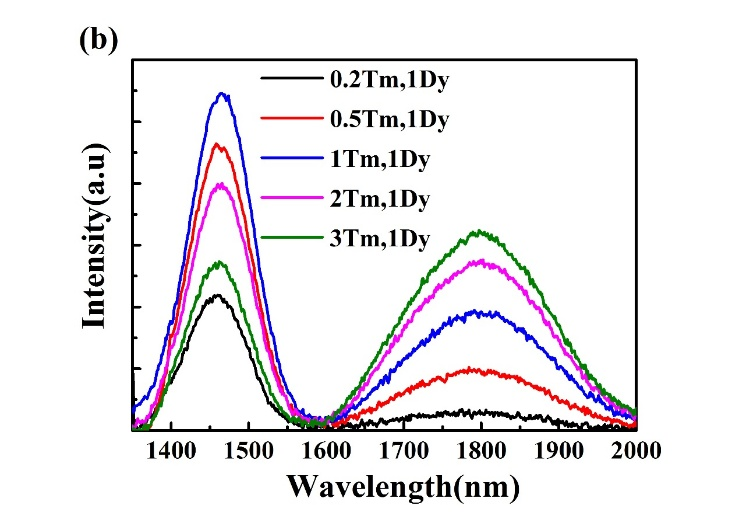 (b)
0.2Tm,1Dy
0.5Tm,1Dy
1Tm,1Dy
2Tm,1Dy
3Tm,1Dy
Intensity(a.u)
1400 1500 1600 1700 1800 1900 2000
Wavelength(nm)